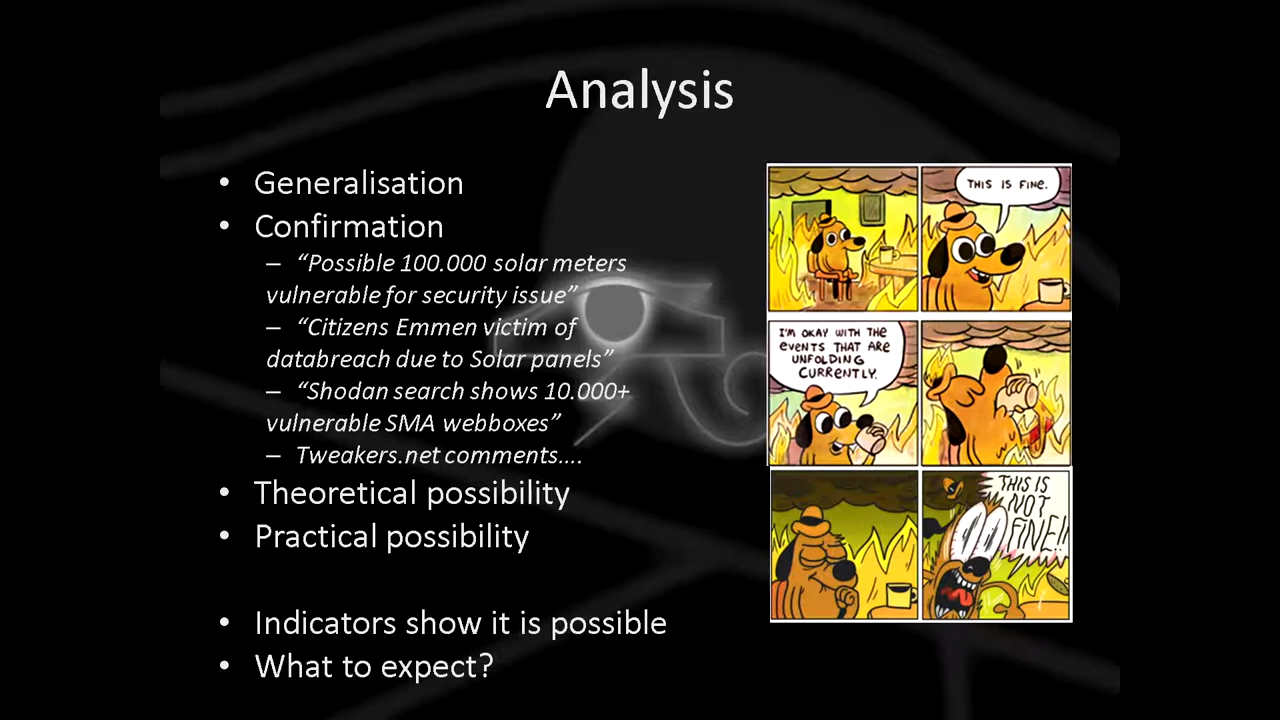 Analysis
• Generalisation
• Confirmation
– “Possible 100.000 solar meters
vulnerable for security issue”
– “Citizens Emmen victim of
databreach due to Solar panels”
– “Shodan search shows 10.000+
vulnerable SMA webboxes”
– Tweakers.net comments….
• Theoretical possibility
• Practical possibility
• Indicators show it is possible
• What to expect?
THIS IS FINE.
I'M OKAY WITH THE
EVENTS THAT ARE
UNFOLDING
CURRENTLY.
THIS IS
NOT
FINE!!